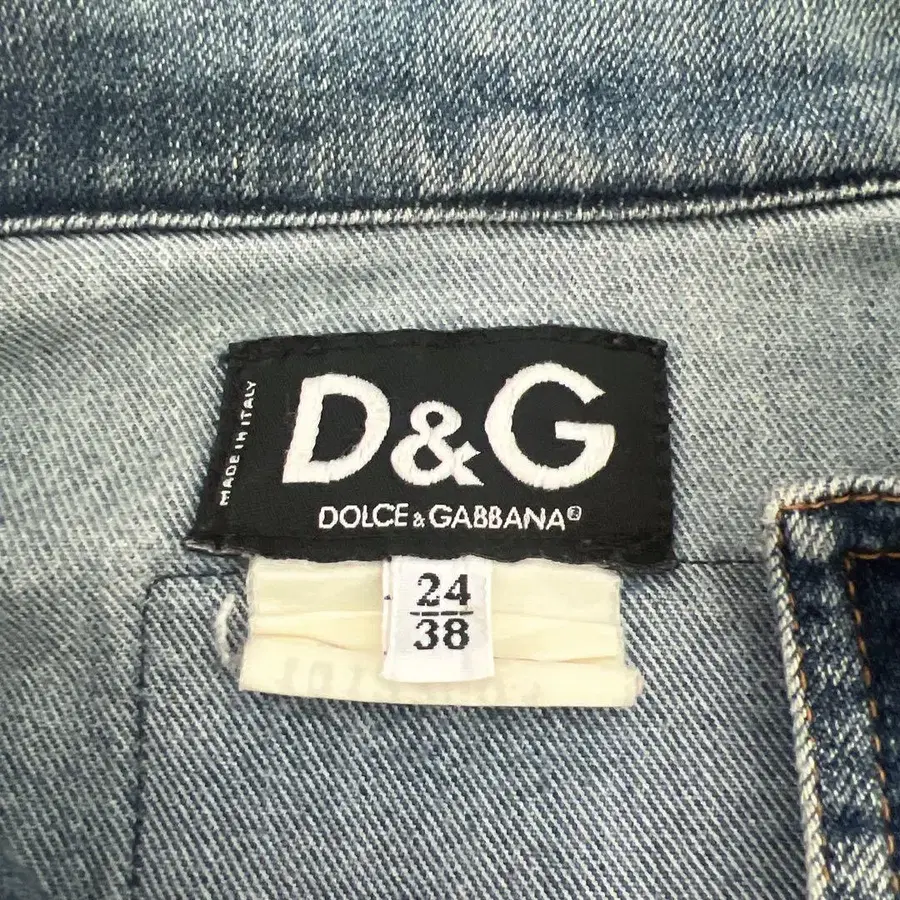 MADE IN ITALY
D&G
DOLCE & GABBANA®
24
38